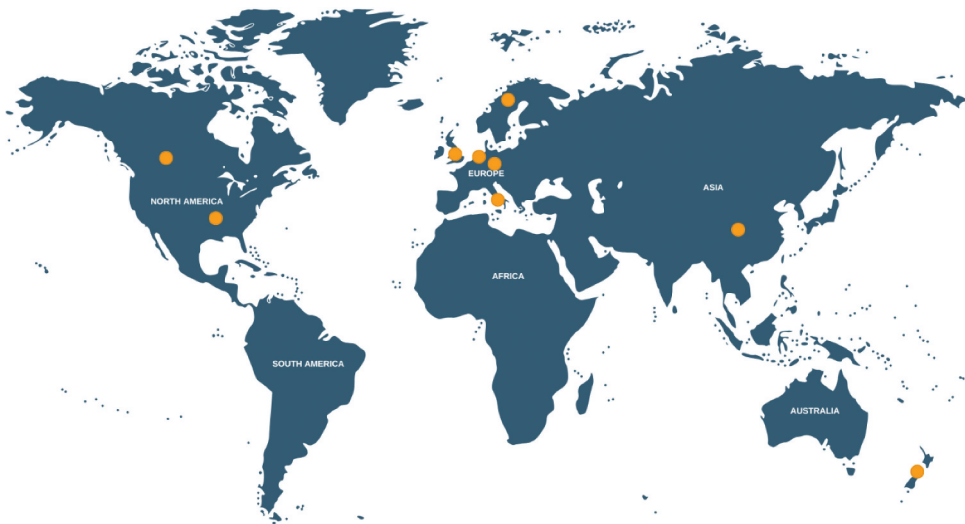 EUROPE
ASIA
NORTH AMERICA
AFRICA
SOUTH AMERICA
AUSTRALIA